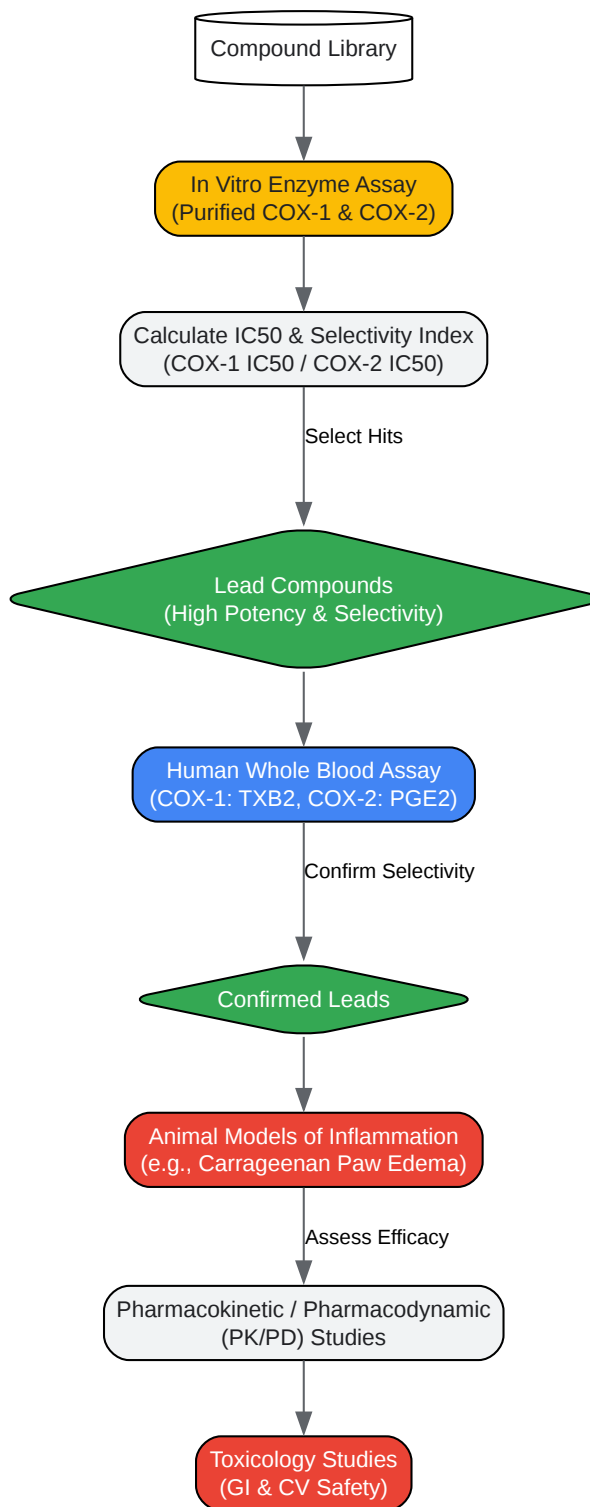 Compound Library
In Vitro Enzyme Assay
(Purified COX-1 & COX-2)
Calculate IC50 & Selectivity Index
(COX-1 IC50 / COX-2 IC50)
Select Hits
Lead Compounds
(High Potency & Selectivity)
Human Whole Blood Assay
(COX-1: TXB2, COX-2: PGE2)
Confirm Selectivity
Confirmed Leads
Animal Models of Inflammation
(e.g., Carrageenan Paw Edema)
Assess Efficacy
Pharmacokinetic / Pharmacodynamic
(PK/PD) Studies
Toxicology Studies
(GI & CV Safety)